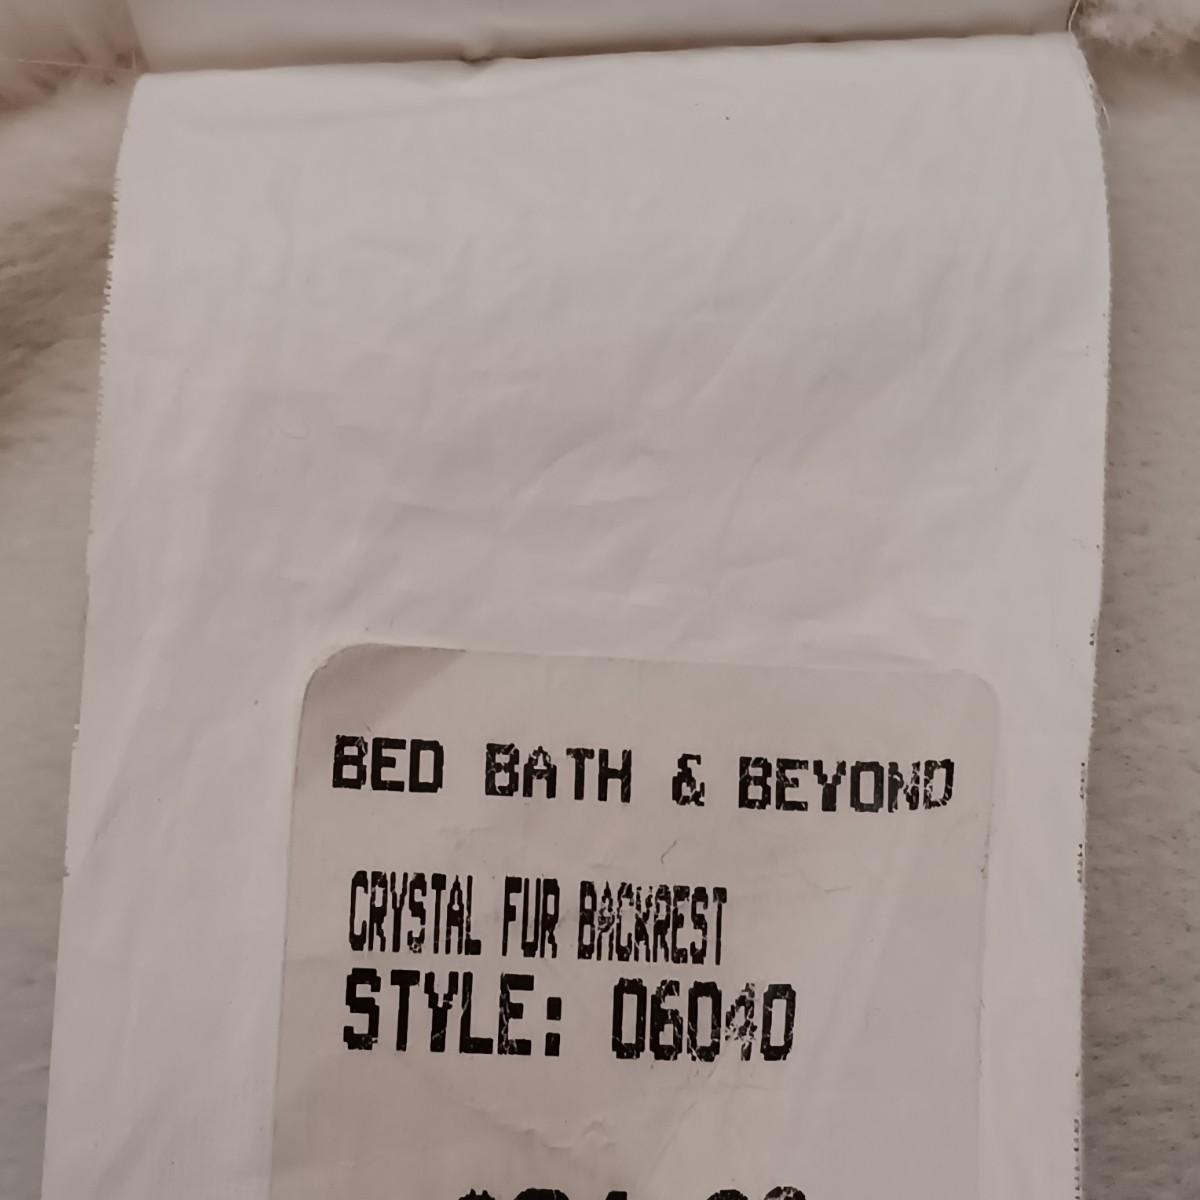 BED BATH & BEYOND
CRYSTAL FUR BACKREST
STYLE: 06040